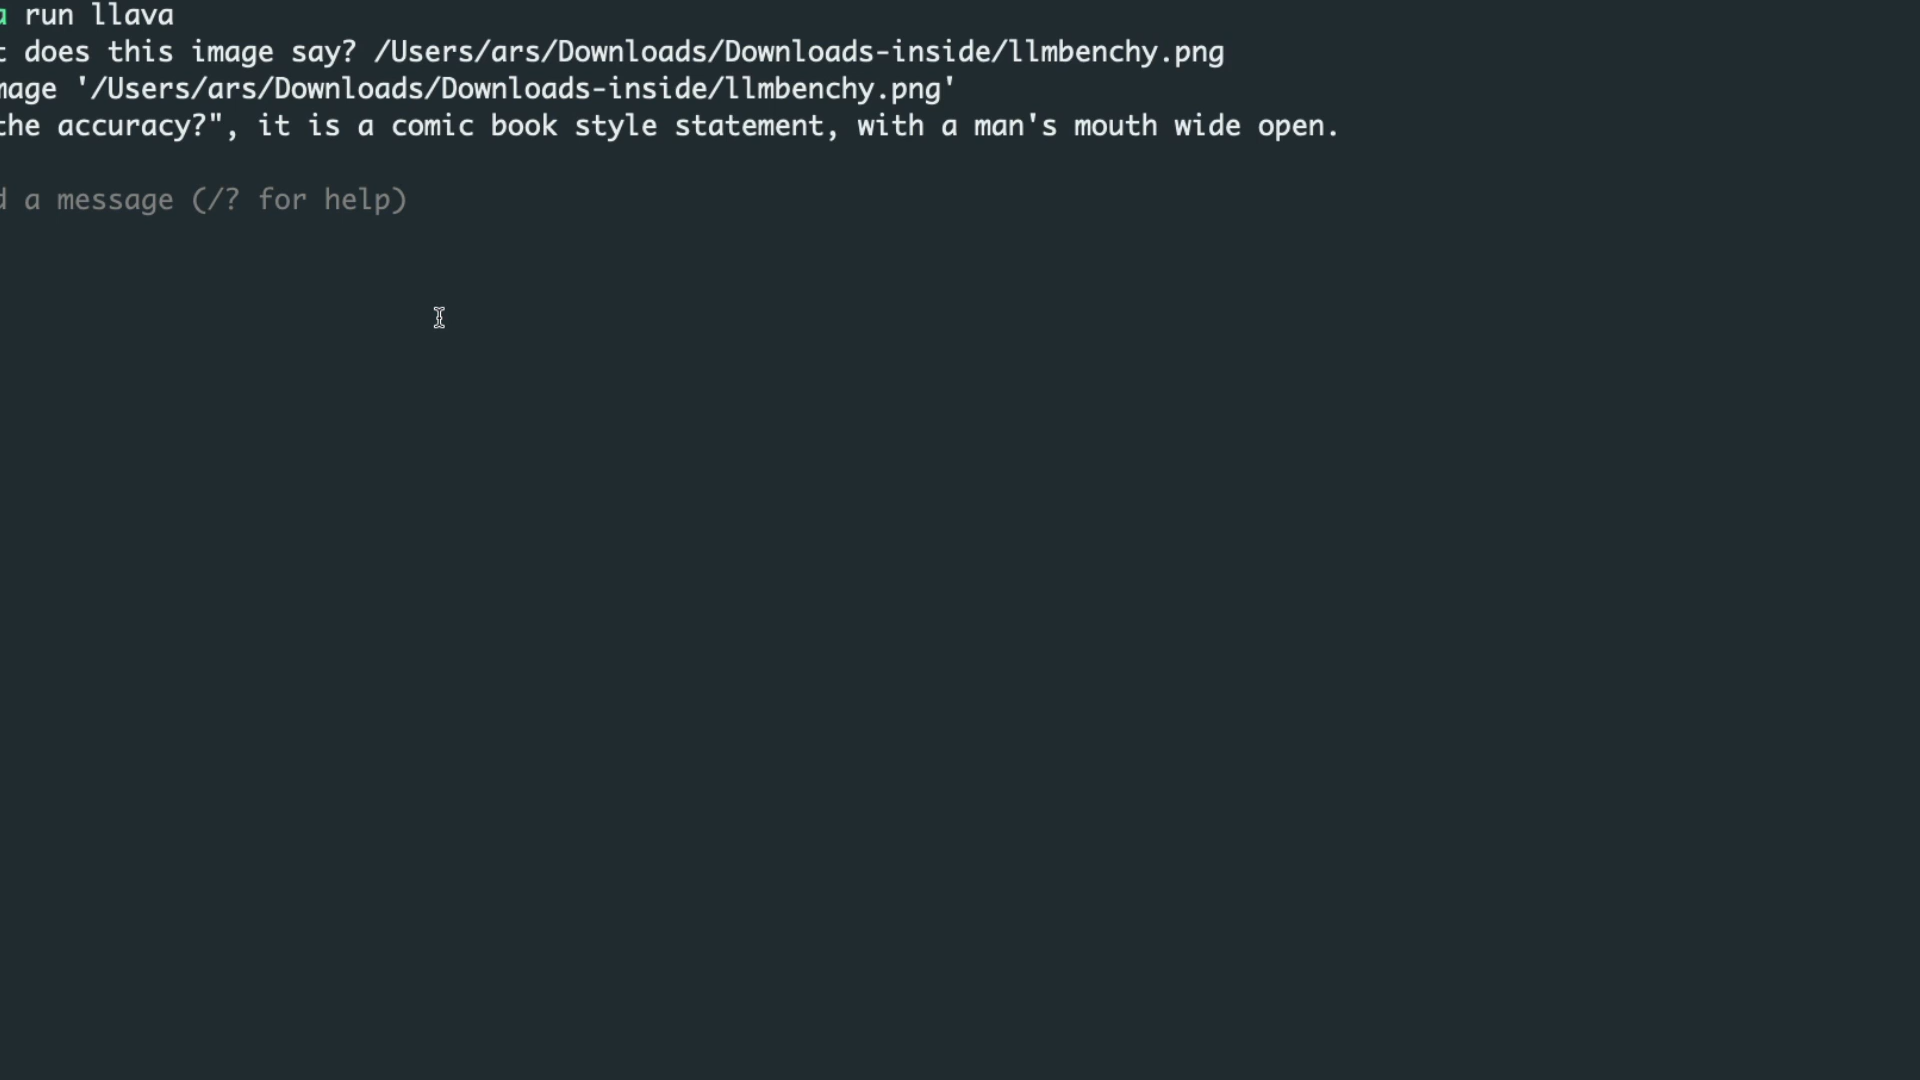 a run llava
t does this image say? /Users/ars/Downloads/Downloads-inside/llmbenchy.png
mage '/Users/ars/Downloads/Downloads-inside/llmbenchy.png'
the accuracy?", it is a comic book style statement, with a man's mouth wide open.
d a message (/? for help)